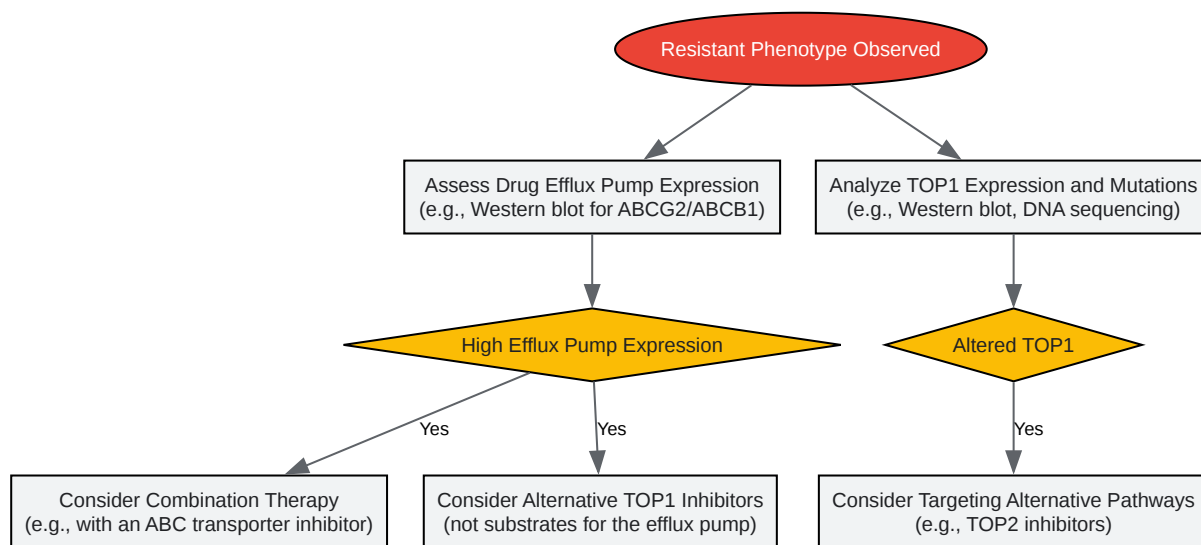 Resistant Phenotype Observed
Assess Drug Efflux Pump Expression
(e.g., Western blot for ABCG2/ABCB1)
Analyze TOP1 Expression and Mutations
(e.g., Western blot, DNA sequencing)
High Efflux Pump Expression
Altered TOP1
Yes
Yes
Yes
Consider Combination Therapy
(e.g., with an ABC transporter inhibitor)
Consider Alternative TOP1 Inhibitors
(not substrates for the efflux pump)
Consider Targeting Alternative Pathways
(e.g., TOP2 inhibitors)